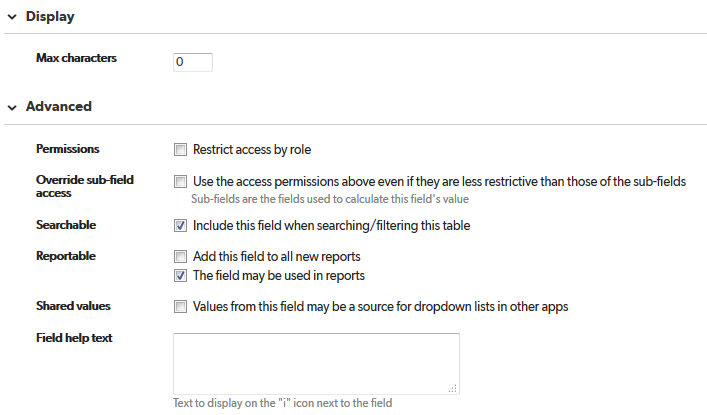 Display
Max characters 0
Advanced
Permissions Restrict access by role
Override sub-field access Use the access permissions above even if they are less restrictive than those of the sub-fields
Sub-fields are the fields used to calculate this field's value
Searchable Include this field when searching/filtering this table
Reportable Add this field to all new reports
The field may be used in reports
Shared values Values from this field may be a source for dropdown lists in other apps
Field help text
Text to display on the "i" icon next to the field